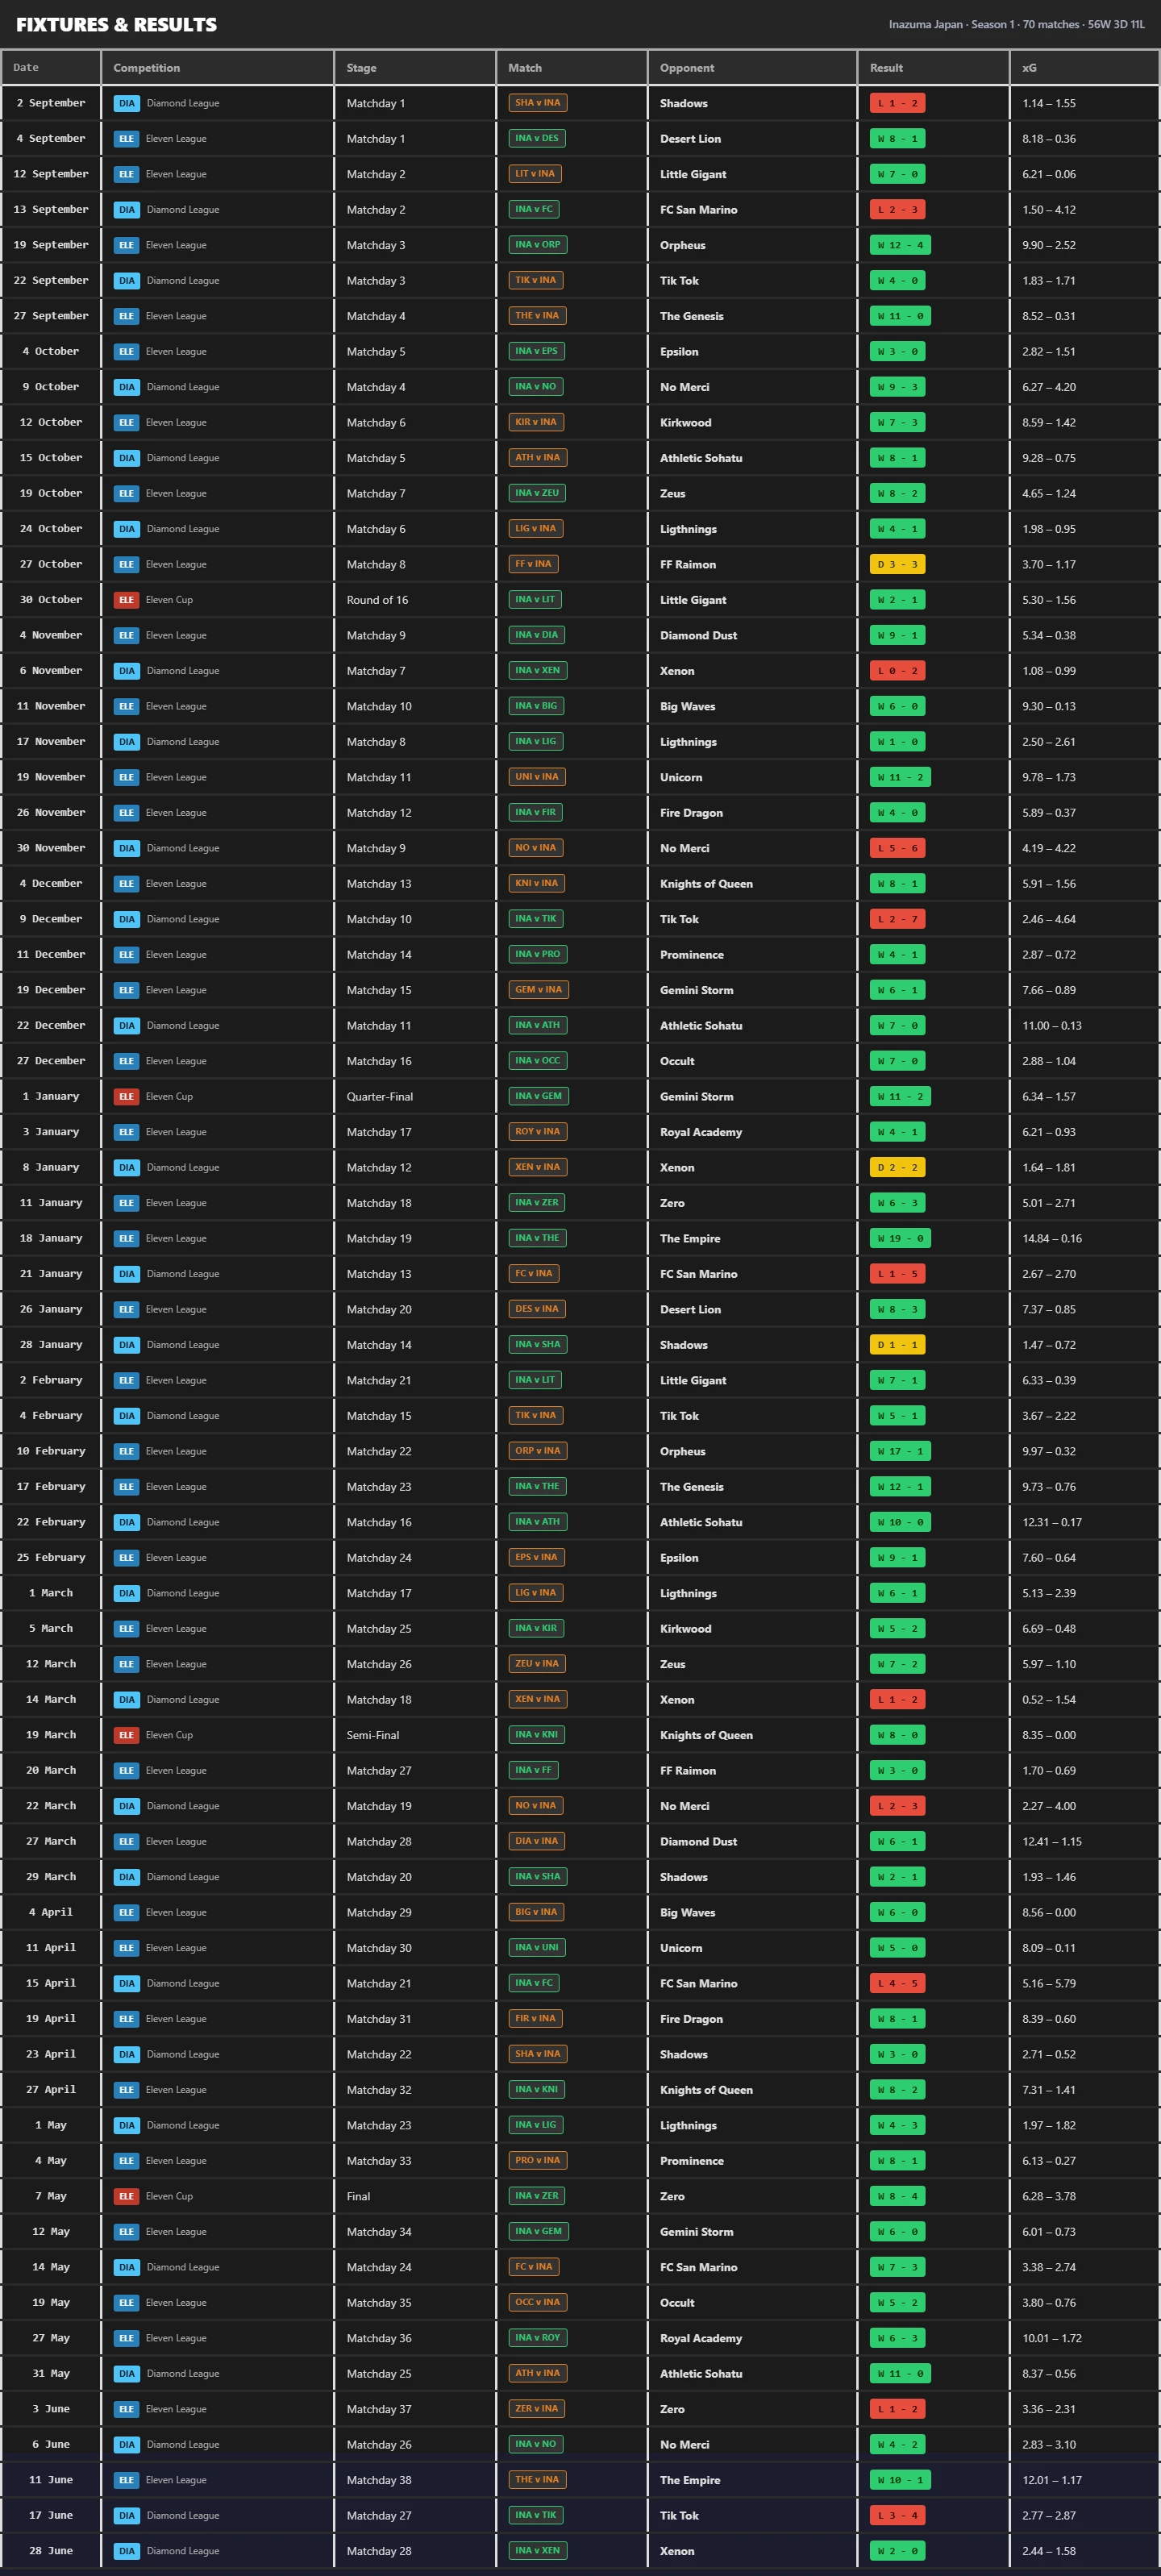 FIXTURES & RESULTS Inazuma Japan · Season 1 · 70 matches · 56W 3D 11L
Date Competition Stage Match Opponent Result xG
2 September DIA Diamond League Matchday 1 SHA v INA Shadows L 1 - 2 1.14 – 1.55
4 September ELE Eleven League Matchday 1 INA v DES Desert Lion W 8 - 1 8.18 – 0.36
12 September ELE Eleven League Matchday 2 LIT v INA Little Gigant W 7 - 0 6.21 – 0.06
13 September DIA Diamond League Matchday 2 INA v FC FC San Marino L 2 - 3 1.50 – 4.12
19 September ELE Eleven League Matchday 3 INA v ORP Orpheus W 12 - 4 9.90 – 2.52
22 September DIA Diamond League Matchday 3 TIK v INA Tik Tok W 4 - 0 1.83 – 1.71
27 September ELE Eleven League Matchday 4 THE v INA The Genesis W 11 - 0 8.52 – 0.31
4 October ELE Eleven League Matchday 5 INA v EPS Epsilon W 3 - 0 2.82 – 1.51
9 October DIA Diamond League Matchday 4 INA v NO No Merci W 9 - 3 6.27 – 4.20
12 October ELE Eleven League Matchday 6 KIR v INA Kirkwood W 7 - 3 8.59 – 1.42
15 October DIA Diamond League Matchday 5 ATH v INA Athletic Sohatu W 8 - 1 9.28 – 0.75
19 October ELE Eleven League Matchday 7 INA v ZEU Zeus W 8 - 2 4.65 – 1.24
24 October DIA Diamond League Matchday 6 LIG v INA Ligthnings W 4 - 1 1.98 – 0.95
27 October ELE Eleven League Matchday 8 FF v INA FF Raimon D 3 - 3 3.70 – 1.17
30 October ELE Eleven Cup Round of 16 INA v LIT Little Gigant W 2 - 1 5.30 – 1.56
4 November ELE Eleven League Matchday 9 INA v DIA Diamond Dust W 9 - 1 5.34 – 0.38
6 November DIA Diamond League Matchday 7 INA v XEN Xenon L 0 - 2 1.08 – 0.99
11 November ELE Eleven League Matchday 10 INA v BIG Big Waves W 6 - 0 9.30 – 0.13
17 November DIA Diamond League Matchday 8 INA v LIG Ligthnings W 1 - 0 2.50 – 2.61
19 November ELE Eleven League Matchday 11 UNI v INA Unicorn W 11 - 2 9.78 – 1.73
26 November ELE Eleven League Matchday 12 INA v FIR Fire Dragon W 4 - 0 5.89 – 0.37
30 November DIA Diamond League Matchday 9 NO v INA No Merci L 5 - 6 4.19 – 4.22
4 December ELE Eleven League Matchday 13 KNI v INA Knights of Queen W 8 - 1 5.91 – 1.56
9 December DIA Diamond League Matchday 10 INA v TIK Tik Tok L 2 - 7 2.46 – 4.64
11 December ELE Eleven League Matchday 14 INA v PRO Prominence W 4 - 1 2.87 – 0.72
19 December ELE Eleven League Matchday 15 GEM v INA Gemini Storm W 6 - 1 7.66 – 0.89
22 December DIA Diamond League Matchday 11 INA v ATH Athletic Sohatu W 7 - 0 11.00 – 0.13
27 December ELE Eleven League Matchday 16 INA v OCC Occult W 7 - 0 2.88 – 1.04
1 January ELE Eleven Cup Quarter-Final INA v GEM Gemini Storm W 11 - 2 6.34 – 1.57
3 January ELE Eleven League Matchday 17 ROY v INA Royal Academy W 4 - 1 6.21 – 0.93
8 January DIA Diamond League Matchday 12 XEN v INA Xenon D 2 - 2 1.64 – 1.81
11 January ELE Eleven League Matchday 18 INA v ZER Zero W 6 - 3 5.01 – 2.71
18 January ELE Eleven League Matchday 19 INA v THE The Empire W 19 - 0 14.84 – 0.16
21 January DIA Diamond League Matchday 13 FC v INA FC San Marino L 1 - 5 2.67 – 2.70
26 January ELE Eleven League Matchday 20 DES v INA Desert Lion W 8 - 3 7.37 – 0.85
28 January DIA Diamond League Matchday 14 INA v SHA Shadows D 1 - 1 1.47 – 0.72
2 February ELE Eleven League Matchday 21 INA v LIT Little Gigant W 7 - 1 6.33 – 0.39
4 February DIA Diamond League Matchday 15 TIK v INA Tik Tok W 5 - 1 3.67 – 2.22
10 February ELE Eleven League Matchday 22 ORP v INA Orpheus W 17 - 1 9.97 – 0.32
17 February ELE Eleven League Matchday 23 INA v THE The Genesis W 12 - 1 9.73 – 0.76
22 February DIA Diamond League Matchday 16 INA v ATH Athletic Sohatu W 10 - 0 12.31 – 0.17
25 February ELE Eleven League Matchday 24 EPS v INA Epsilon W 9 - 1 7.60 – 0.64
1 March DIA Diamond League Matchday 17 LIG v INA Ligthnings W 6 - 1 5.13 – 2.39
5 March ELE Eleven League Matchday 25 INA v KIR Kirkwood W 5 - 2 6.69 – 0.48
12 March ELE Eleven League Matchday 26 ZEU v INA Zeus W 7 - 2 5.97 – 1.10
14 March DIA Diamond League Matchday 18 XEN v INA Xenon L 1 - 2 0.52 – 1.54
19 March ELE Eleven Cup Semi-Final INA v KNI Knights of Queen W 8 - 0 8.35 – 0.00
20 March ELE Eleven League Matchday 27 INA v FF FF Raimon W 3 - 0 1.70 – 0.69
22 March DIA Diamond League Matchday 19 NO v INA No Merci L 2 - 3 2.27 – 4.00
27 March ELE Eleven League Matchday 28 DIA v INA Diamond Dust W 6 - 1 12.41 – 1.15
29 March DIA Diamond League Matchday 20 INA v SHA Shadows W 2 - 1 1.93 – 1.46
4 April ELE Eleven League Matchday 29 BIG v INA Big Waves W 6 - 0 8.56 – 0.00
11 April ELE Eleven League Matchday 30 INA v UNI Unicorn W 5 - 0 8.09 – 0.11
15 April DIA Diamond League Matchday 21 INA v FC FC San Marino L 4 - 5 5.16 – 5.79
19 April ELE Eleven League Matchday 31 FIR v INA Fire Dragon W 8 - 1 8.39 – 0.60
23 April DIA Diamond League Matchday 22 SHA v INA Shadows W 3 - 0 2.71 – 0.52
27 April ELE Eleven League Matchday 32 INA v KNI Knights of Queen W 8 - 2 7.31 – 1.41
1 May DIA Diamond League Matchday 23 INA v LIG Ligthnings W 4 - 3 1.97 – 1.82
4 May ELE Eleven League Matchday 33 PRO v INA Prominence W 8 - 1 6.13 – 0.27
7 May ELE Eleven Cup Final INA v ZER Zero W 8 - 4 6.28 – 3.78
12 May ELE Eleven League Matchday 34 INA v GEM Gemini Storm W 6 - 0 6.01 – 0.73
14 May DIA Diamond League Matchday 24 FC v INA FC San Marino W 7 - 3 3.38 – 2.74
19 May ELE Eleven League Matchday 35 OCC v INA Occult W 5 - 2 3.80 – 0.76
27 May ELE Eleven League Matchday 36 INA v ROY Royal Academy W 6 - 3 10.01 – 1.72
31 May DIA Diamond League Matchday 25 ATH v INA Athletic Sohatu W 11 - 0 8.37 – 0.56
3 June ELE Eleven League Matchday 37 ZER v INA Zero L 1 - 2 3.36 – 2.31
6 June DIA Diamond League Matchday 26 INA v NO No Merci W 4 - 2 2.83 – 3.10
11 June ELE Eleven League Matchday 38 THE v INA The Empire W 10 - 1 12.01 – 1.17
17 June DIA Diamond League Matchday 27 INA v TIK Tik Tok L 3 - 4 2.77 – 2.87
28 June DIA Diamond League Matchday 28 INA v XEN Xenon W 2 - 0 2.44 – 1.58